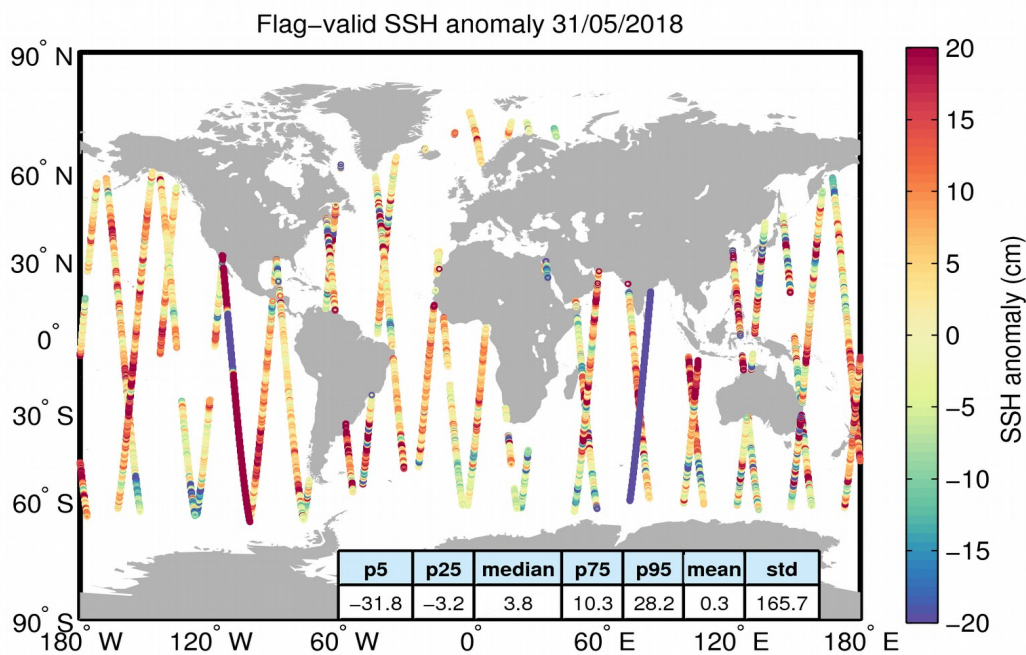 Flag–valid SSH anomaly 31/05/2018
90° N
60° N
30° N
0°
30° S
60° S
90° S
180° W
120° W
60° W
0°
60° E
120° E
180° E
p5 p25 median p75 p95 mean std
−31.8 −3.2 3.8 10.3 28.2 0.3 165.7
20
15
10
5
0
−5
−10
−15
−20
SSH anomaly (cm)